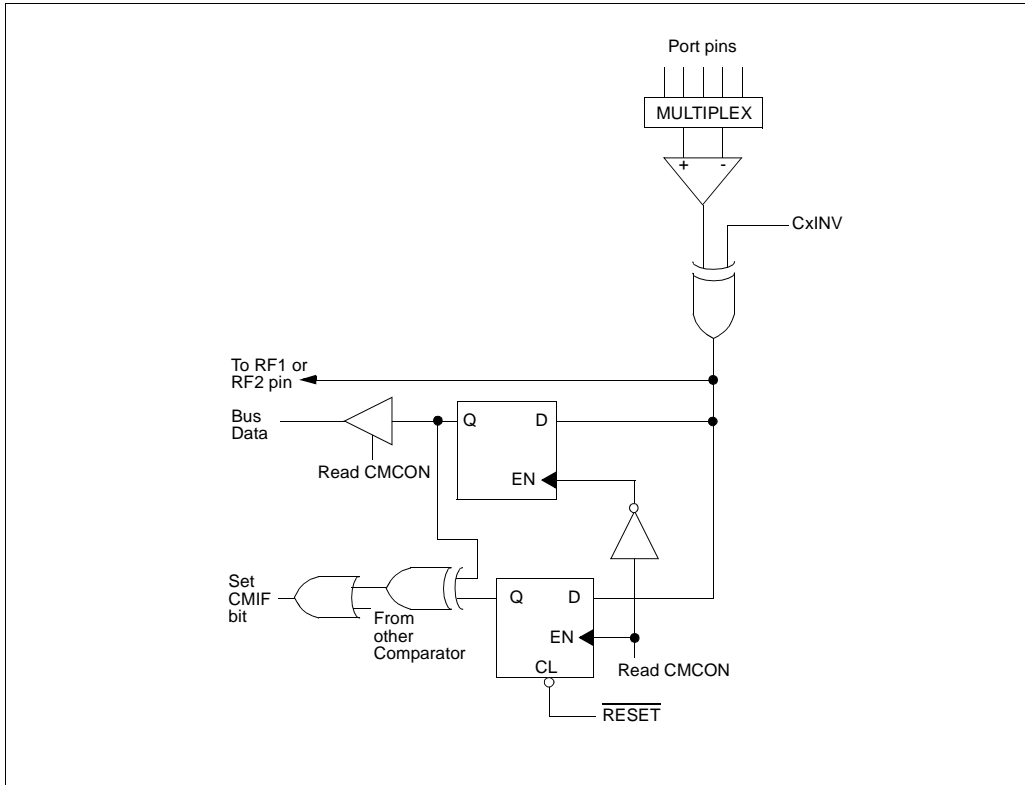 Port pins
MULTIPLEX
+ -
CxINV
To RF1 or
RF2 pin
Bus
Data
Q D
Read CMCON
EN
Set
CMIF
bit
From
other
Comparator
Q D
EN
Read CMCON
CL
RESET